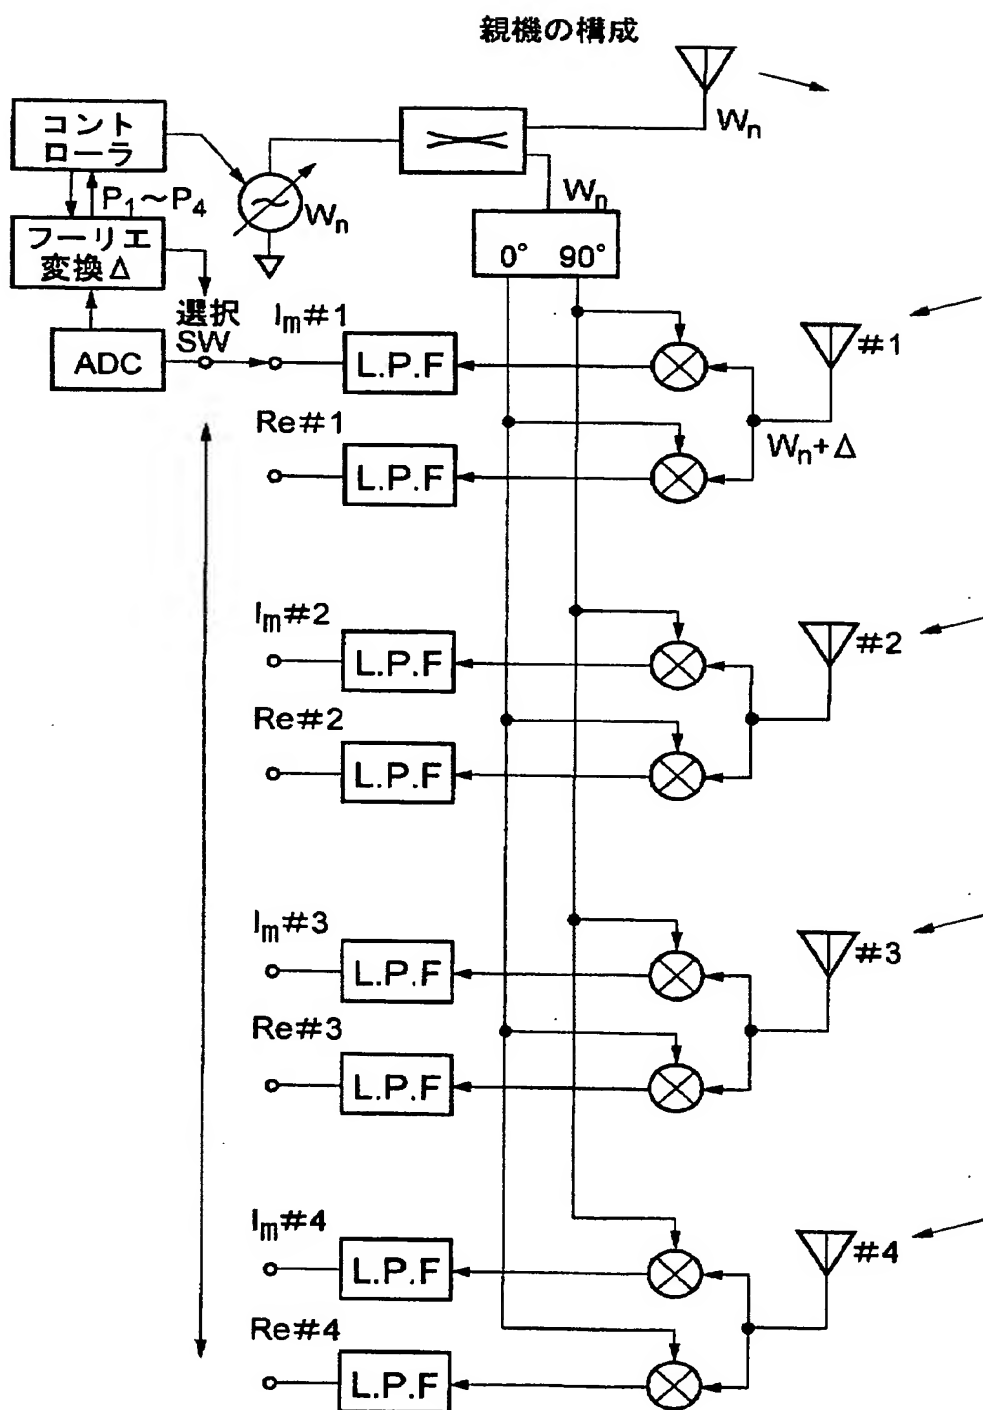 親機の構成
コント
ローラ
P₁～P₄
フーリエ
変換Δ
選択
SW
ADC
Wₙ
Wₙ
Wₙ
0° 90°
Iₘ#1
L.P.F
#1
Re#1
L.P.F
Wₙ+Δ
Iₘ#2
L.P.F
#2
Re#2
L.P.F
Iₘ#3
L.P.F
#3
Re#3
L.P.F
Iₘ#4
L.P.F
#4
Re#4
L.P.F